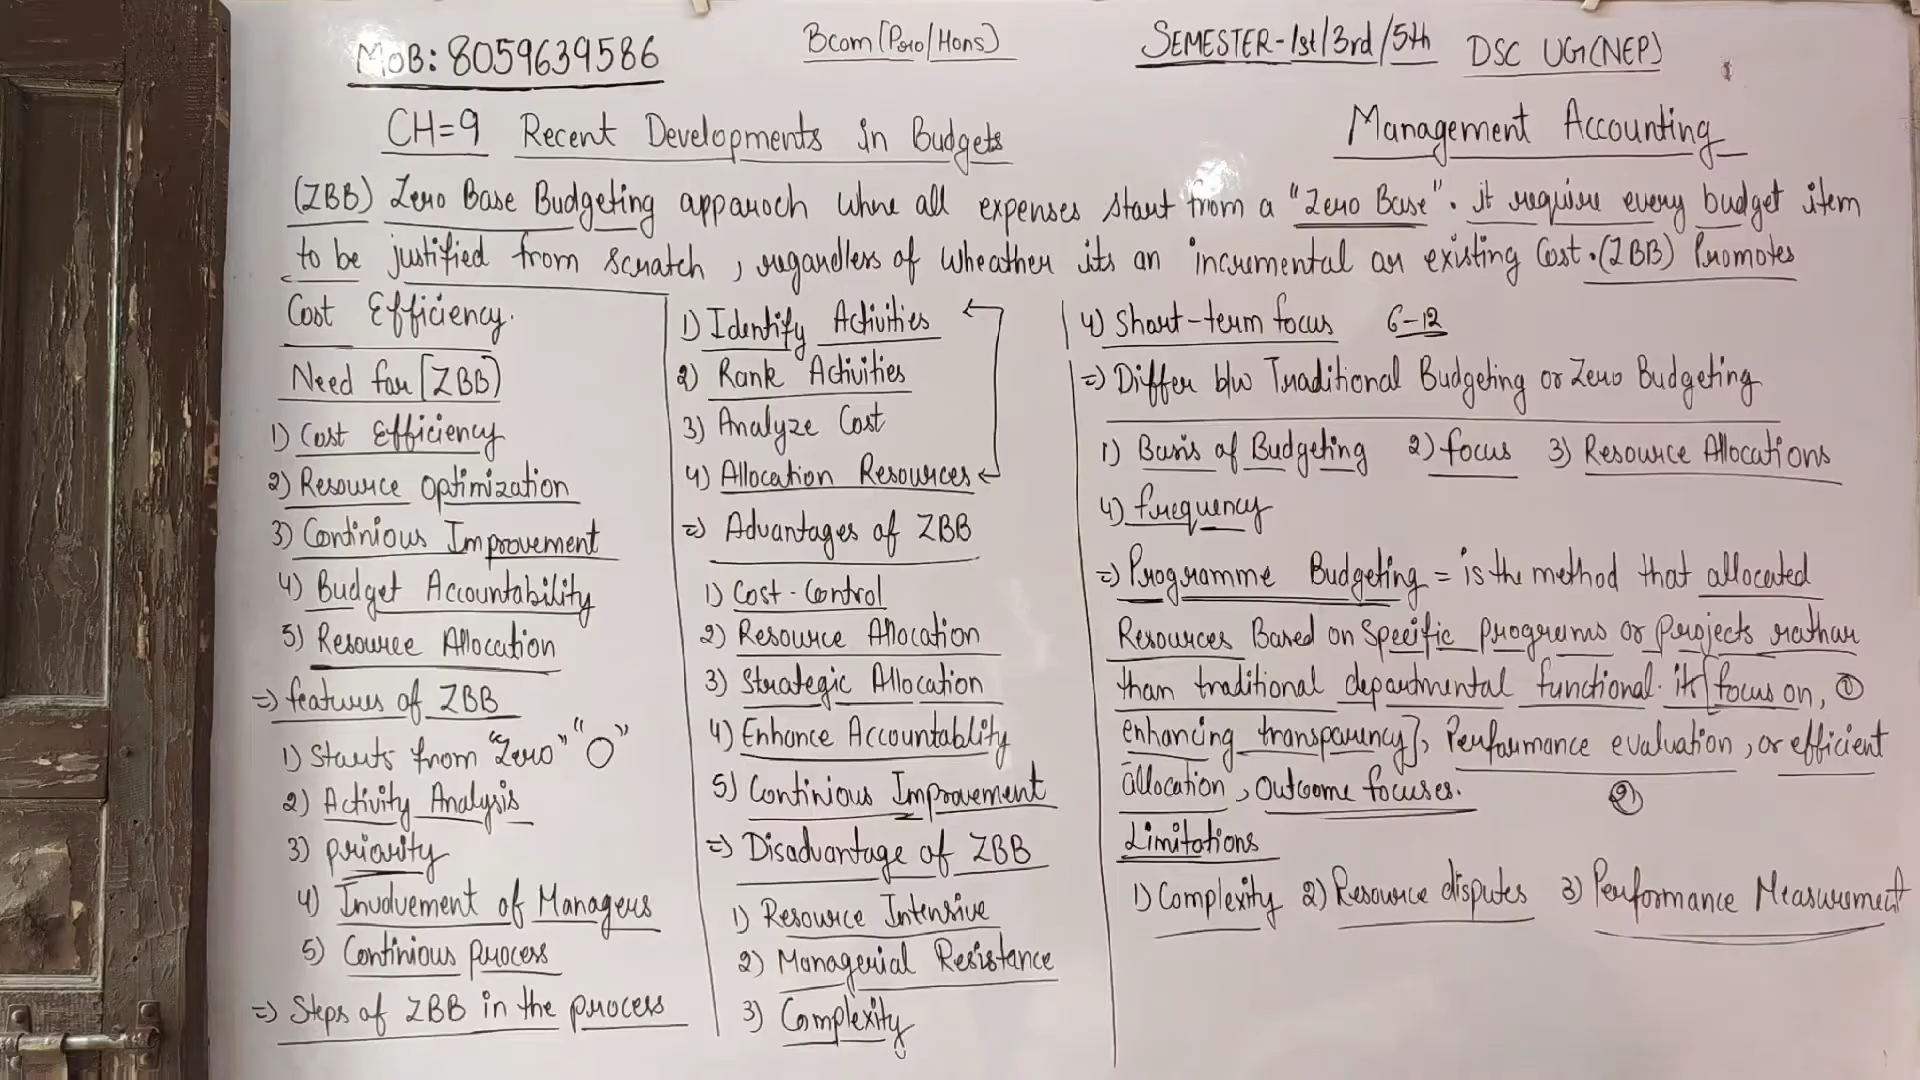 MOB: 8059639586
Bcom (Pro/Hons)
SEMESTER-1st/3rd/5th DSC UG(NEP)
CH=9 Recent Developments in Budgets
Management Accounting
(ZBB) Zero Base Budgeting apparoch whre all expenses start from a "Zero Base". it require every budget item
to be justified from scratch, regardlers of wheather its an incremental or existing Cost. (ZBB) Promotes
Cost Efficiency.
Need for [ZBB)
1) Cost Efficiency
2) Resource Optimization
3) Continious Improvement
4) Budget Accountability
5) Resource Allocation
=) features of ZBB
1) Starts from "Zero" "O"
2) Activity Analysis
3) priority
4) Involvement of Managers
5) Continious process
=) Steps of ZBB in the process
1) Identify Activities
2) Rank Activities
3) Analyze Cost
4) Allocation Resources
=) Advantages of ZBB
1) Cost-Control
2) Resource Allocation
3) Strategic Allocation
4) Enhance Accountablity
5) Continious Improvement
=) Disadvantage of ZBB
1) Resource Intensive
2) Managerial Resistance
3) Complexity
4) Short-term focus 6-12
=) Differ b/w Traditional Budgeting or Zero Budgeting
1) Basis of Budgeting 2) focus 3) Resource Allocations
4) frequency
=) Programme Budgeting = is the method that allocated
Resources Based on Specific programs or projects rathar
than traditional departmental functional. its [focus on, ①
enhancing transparency], Performance evaluation, or efficient
allocation, outcome focuses. ②
Limitations
1) Complexity 2) Resource disputes 3) Performance Measurement